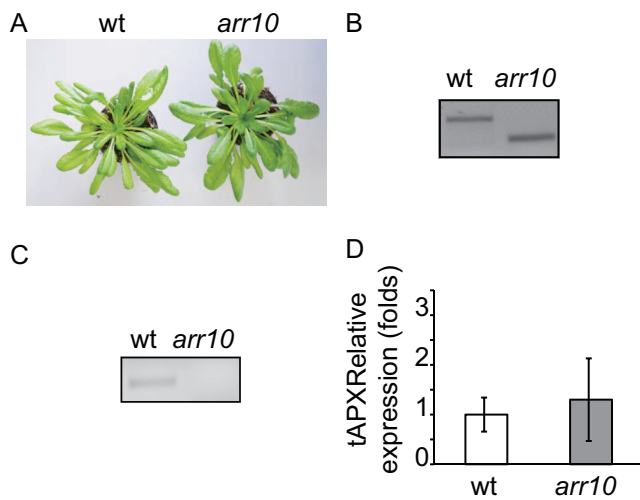 A
wt arr10
B
wt arr10
C
wt arr10
D
tAPXRelative
expression (folds)
3
2
1
0
wt arr10